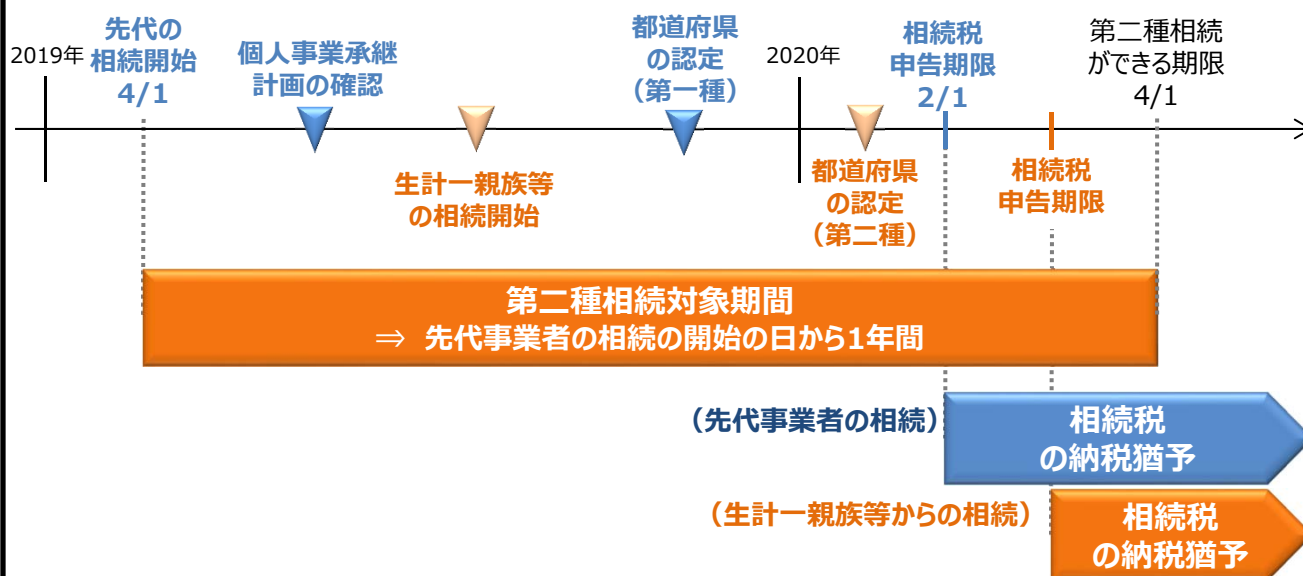 2019年
先代の
相続開始
4/1
個人事業承継
計画の確認
都道府県
の認定
（第一種）
2020年
相続税
申告期限
2/1
第二種相続
ができる期限
4/1
生計一親族等
の相続開始
都道府県
の認定
（第二種）
相続税
申告期限
第二種相続対象期間
⇒ 先代事業者の相続の開始の日から1年間
（先代事業者の相続）
相続税
の納税猶予
（生計一親族等からの相続）
相続税
の納税猶予